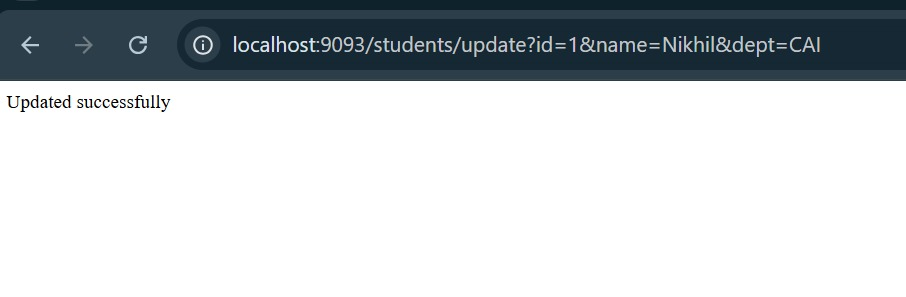 localhost:9093/students/update?id=1&name=Nikhil&dept=CAI
Updated successfully